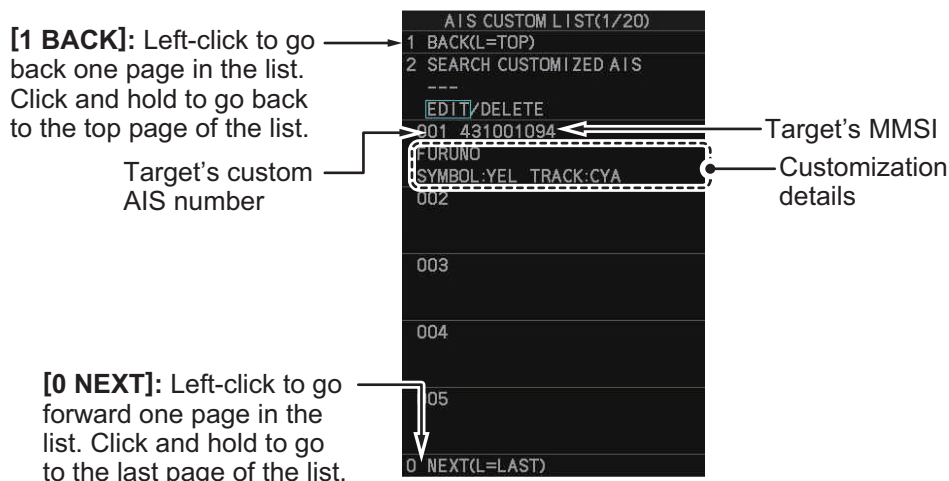 [1 BACK]: Left-click to go
back one page in the list.
Click and hold to go back
to the top page of the list.
Target's custom
AIS number
[0 NEXT]: Left-click to go
forward one page in the
list. Click and hold to go
to the last page of the list.
AIS CUSTOM LIST(1/20)
1 BACK(L=TOP)
2 SEARCH CUSTOMIZED AIS
---
EDIT/DELETE
001 431001094
FURUNO
SYMBOL:YEL TRACK:CYA
002
003
004
005
0 NEXT(L=LAST)
Target's MMSI
Customization
details